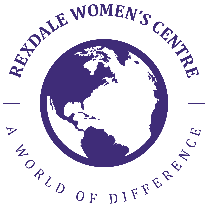 REXDALE WOMEN'S CENTRE
A WORLD OF DIFFERENCE